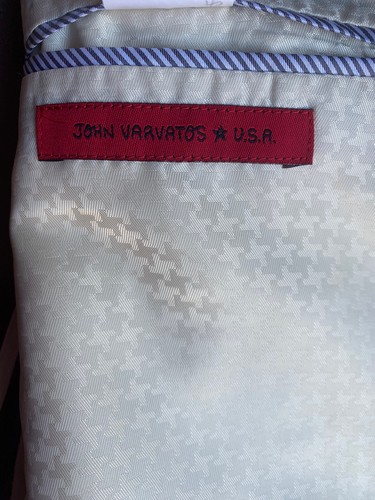 JOHN VARVATOS ★ U.S.A.